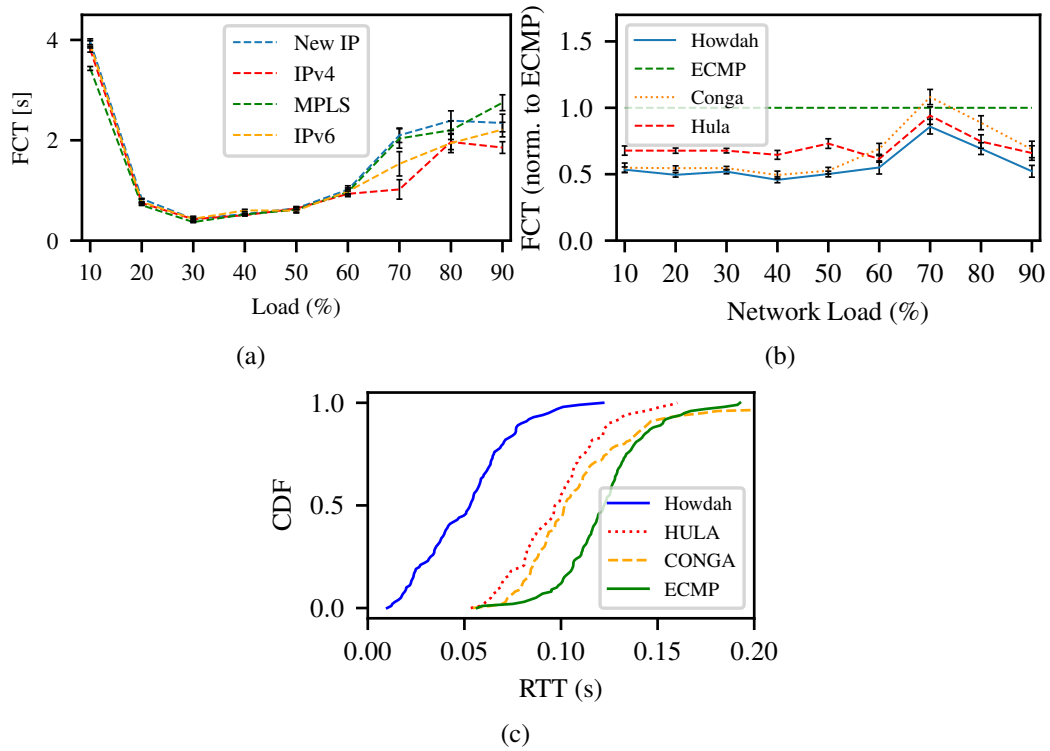 4
2
0
FCT [s]
New IP
IPv4
MPLS
IPv6
10 20 30 40 50 60 70 80 90
Load (%)
(a)
1.5
1.0
0.5
0.0
FCT (norm. to ECMP)
Howdah
ECMP
Conga
Hula
10 20 30 40 50 60 70 80 90
Network Load (%)
(b)
1.0
0.5
0.0
CDF
Howdah
HULA
CONGA
ECMP
0.00 0.05 0.10 0.15 0.20
RTT (s)
(c)